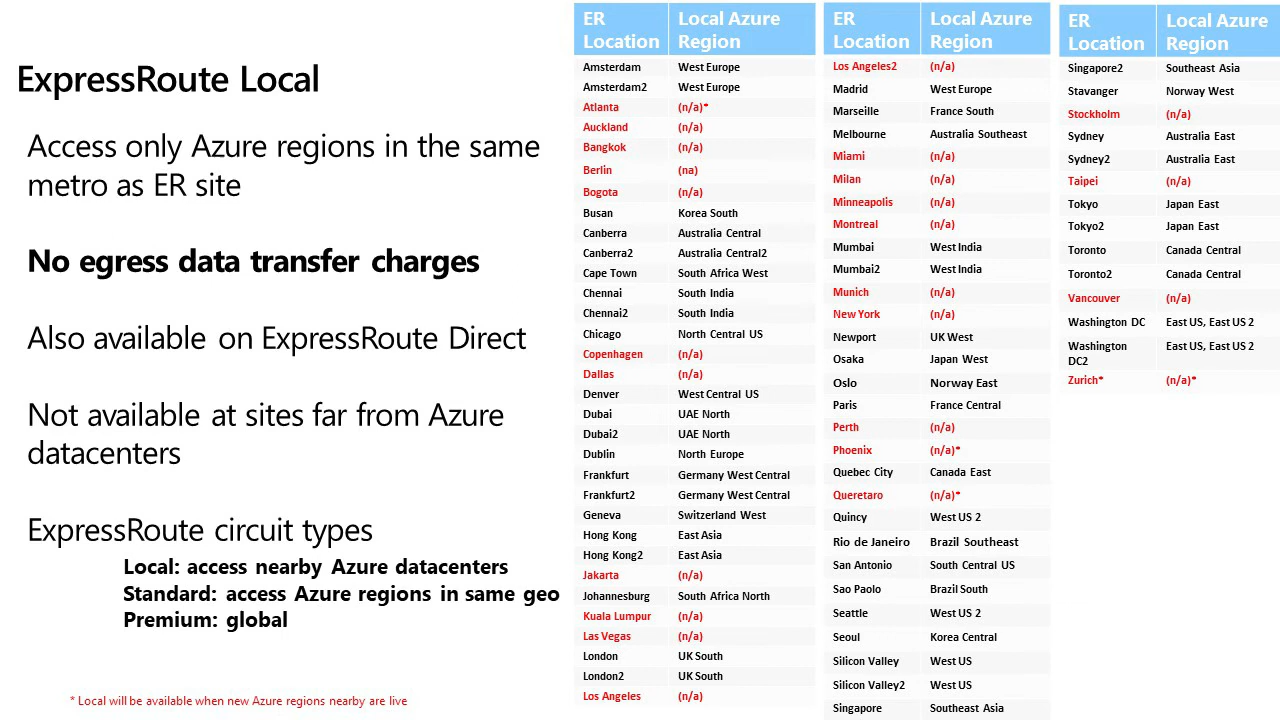 ExpressRoute Local
Access only Azure regions in the same
metro as ER site
No egress data transfer charges
Also available on ExpressRoute Direct
Not available at sites far from Azure
datacenters
ExpressRoute circuit types
Local: access nearby Azure datacenters
Standard: access Azure regions in same geo
Premium: global
* Local will be available when new Azure regions nearby are live
ER Location Local Azure Region
Amsterdam West Europe
Amsterdam2 West Europe
Atlanta (n/a)*
Auckland (n/a)
Bangkok (n/a)
Berlin (na)
Bogota (n/a)
Busan Korea South
Canberra Australia Central
Canberra2 Australia Central2
Cape Town South Africa West
Chennai South India
Chennai2 South India
Chicago North Central US
Copenhagen (n/a)
Dallas (n/a)
Denver West Central US
Dubai UAE North
Dubai2 UAE North
Dublin North Europe
Frankfurt Germany West Central
Frankfurt2 Germany West Central
Geneva Switzerland West
Hong Kong East Asia
Hong Kong2 East Asia
Jakarta (n/a)
Johannesburg South Africa North
Kuala Lumpur (n/a)
Las Vegas (n/a)
London UK South
London2 UK South
Los Angeles (n/a)
ER Location Local Azure Region
Los Angeles2 (n/a)
Madrid West Europe
Marseille France South
Melbourne Australia Southeast
Miami (n/a)
Milan (n/a)
Minneapolis (n/a)
Montreal (n/a)
Mumbai West India
Mumbai2 West India
Munich (n/a)
New York (n/a)
Newport UK West
Osaka Japan West
Oslo Norway East
Paris France Central
Perth (n/a)
Phoenix (n/a)*
Quebec City Canada East
Queretaro (n/a)*
Quincy West US 2
Rio de Janeiro Brazil Southeast
San Antonio South Central US
Sao Paolo Brazil South
Seattle West US 2
Seoul Korea Central
Silicon Valley West US
Silicon Valley2 West US
Singapore Southeast Asia
ER Location Local Azure Region
Singapore2 Southeast Asia
Stavanger Norway West
Stockholm (n/a)
Sydney Australia East
Sydney2 Australia East
Taipei (n/a)
Tokyo Japan East
Tokyo2 Japan East
Toronto Canada Central
Toronto2 Canada Central
Vancouver (n/a)
Washington DC East US, East US 2
Washington DC2 East US, East US 2
Zurich* (n/a)*